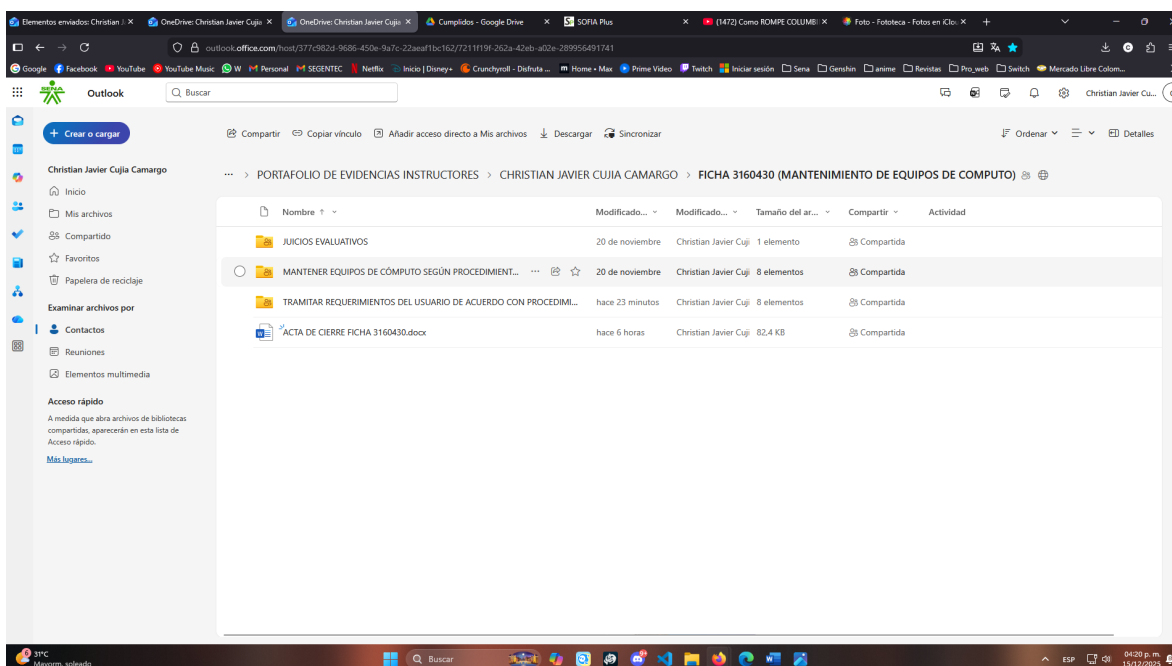 Elementos enviados: Christian J
OneDrive: Christian Javier Cujia
OneDrive: Christian Javier Cujia
Cumplidos - Google Drive
SOFIA Plus
(1472) Como ROMPE COLUMBI
Foto - Fototeca - Fotos en iClou
outlook.office.com/host/377c982d-9686-450e-9a7c-22aeaf1bc162/7211f19f-262a-42eb-a02e-289956491741
Google Facebook YouTube YouTube Music W Personal SEGENTEC Netflix Inicio | Disney+ Crunchyroll - Disfruta ... Home • Max Prime Video Twitch Iniciar sesión Sena Genshin anime Revistas Pro_web Switch Mercado Libre Colom...
SENA
Outlook
Buscar
Christian Javier Cu...
+ Crear o cargar
Compartir Copiar vínculo Añadir acceso directo a Mis archivos Descargar Sincronizar
Ordenar
Detalles
Christian Javier Cujia Camargo
Inicio
Mis archivos
Compartido
Favoritos
Papelera de reciclaje
Examinar archivos por
Contactos
Reuniones
Elementos multimedia
Acceso rápido
A medida que abra archivos de bibliotecas
compartidas, aparecerán en esta lista de
Acceso rápido.
Más lugares...
··· > PORTAFOLIO DE EVIDENCIAS INSTRUCTORES > CHRISTIAN JAVIER CUJIA CAMARGO > FICHA 3160430 (MANTENIMIENTO DE EQUIPOS DE COMPUTO)
Nombre ↑ Modificado... Modificado... Tamaño del ar... Compartir Actividad
JUICIOS EVALUATIVOS 20 de noviembre Christian Javier Cuji 1 elemento Compartida
MANTENER EQUIPOS DE CÓMPUTO SEGÚN PROCEDIMIENT... ··· 20 de noviembre Christian Javier Cuji 8 elementos Compartida
TRAMITAR REQUERIMIENTOS DEL USUARIO DE ACUERDO CON PROCEDIMI... hace 23 minutos Christian Javier Cuji 8 elementos Compartida
ACTA DE CIERRE FICHA 3160430.docx hace 6 horas Christian Javier Cuji 82,4 KB Compartida
31°C
Mayorm. soleado
Buscar
ESP
04:20 p. m.
15/12/2025